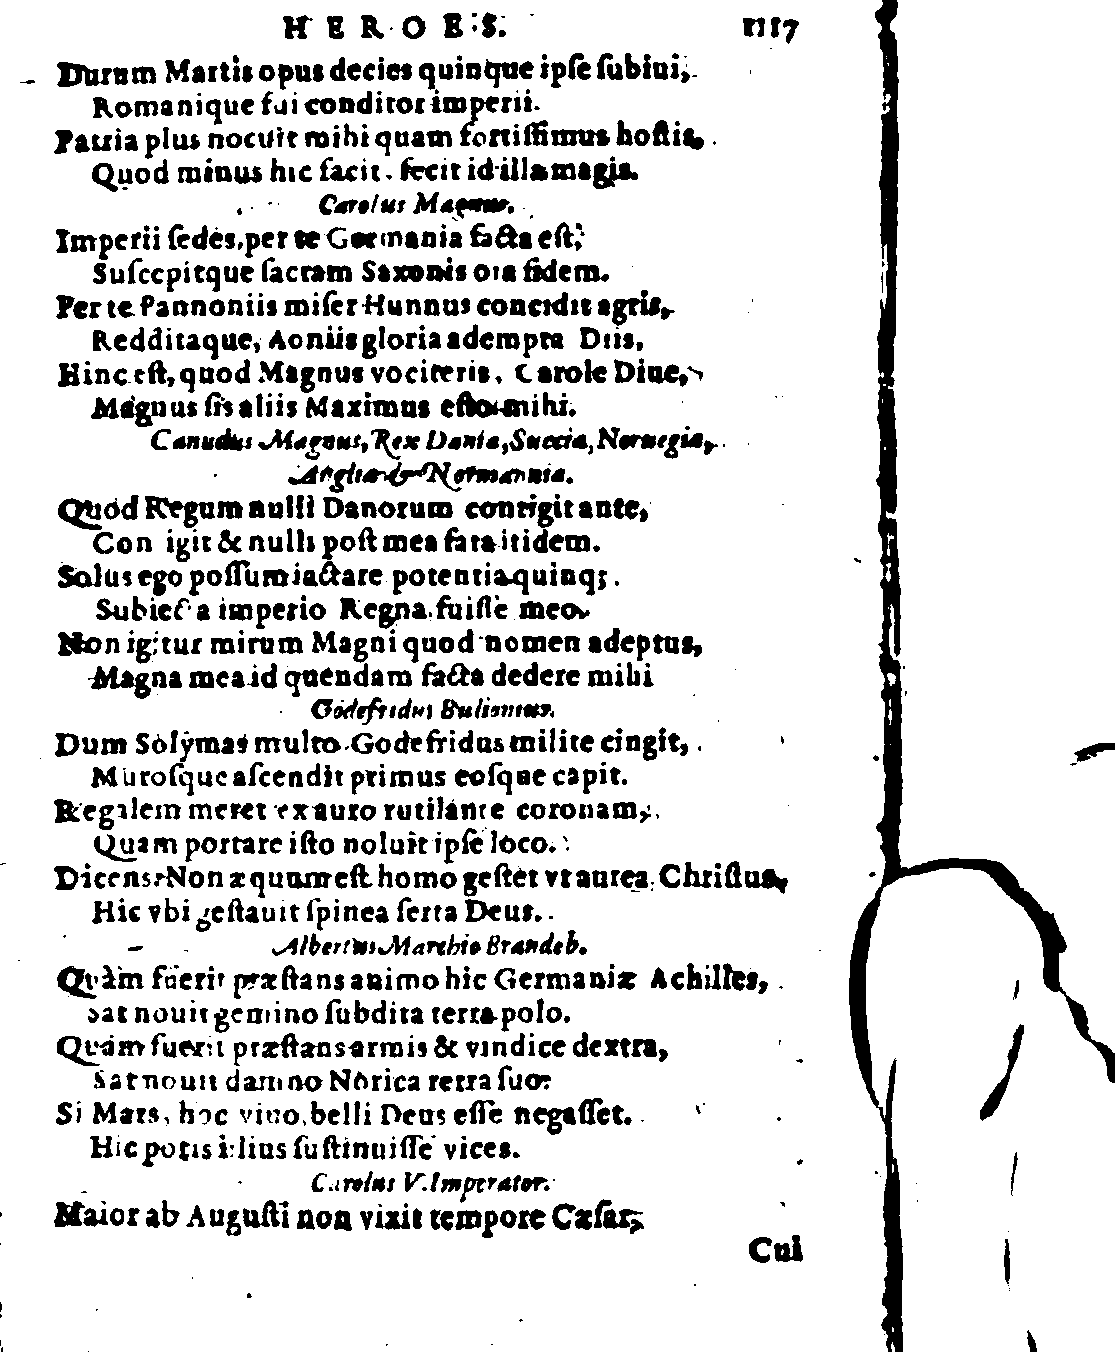 HEROES. 1117
Durum Martis opus decies quinque ipſe ſubiui,
Romanique fui conditor imperii.
Patria plus nocuit mihi quam fortiſſimus hoſtis,
Quod minus hic facit, fecit id illa magis.
Carolus Magnus.
Imperii ſedes, per te Germania facta eſt,
Suſcepitque ſacram Saxonis ora fidem.
Per te Pannoniis miſer Hunnus concidit agris,
Redditaque, Aoniis gloria adempta Diis,
Hinc eſt, quod Magnus vociteris, Carole Diue,
Magnus ſis aliis Maximus eſto mihi.
Canudus Magnus, Rex Dania, Suecia, Noruegia,
Anglia & Normannia.
Quod Regum nulli Danorum contigit ante,
Con igit & nulli poſt mea fata itidem.
Solus ego poſſum iactare potentia quinq;
Subiecta imperio Regna fuiſſe meo.
Non igitur mirum Magni quod nomen adeptus,
Magna mea id quendam facta dedere mihi
Godefridus Bulionius.
Dum Solymas multo Godefridus milite cingit,
Muroſque aſcendit primus eoſque capit.
Regalem meret ex auro rutilante coronam,
Quam portare iſto noluit ipſe loco.
Dicens: Non æquum eſt homo geſtet vt aurea, Chriſtus,
Hic vbi geſtauit ſpinea ſerta Deus.
Albertus Marchio Brandeb.
Quàm fuerit præſtans animo hic Germaniæ Achilles,
Sat nouit gemino ſubdita terra polo.
Quàm fuerit præſtans armis & vindice dextra,
Sat nouit damno Norica terra ſuo:
Si Mars, hoc viuo, belli Deus eſſe negaſſet.
Hic potis illius ſuſtinuiſſe vices.
Carolus V. Imperator.
Maior ab Auguſti non vixit tempore Cæſar,
Cui